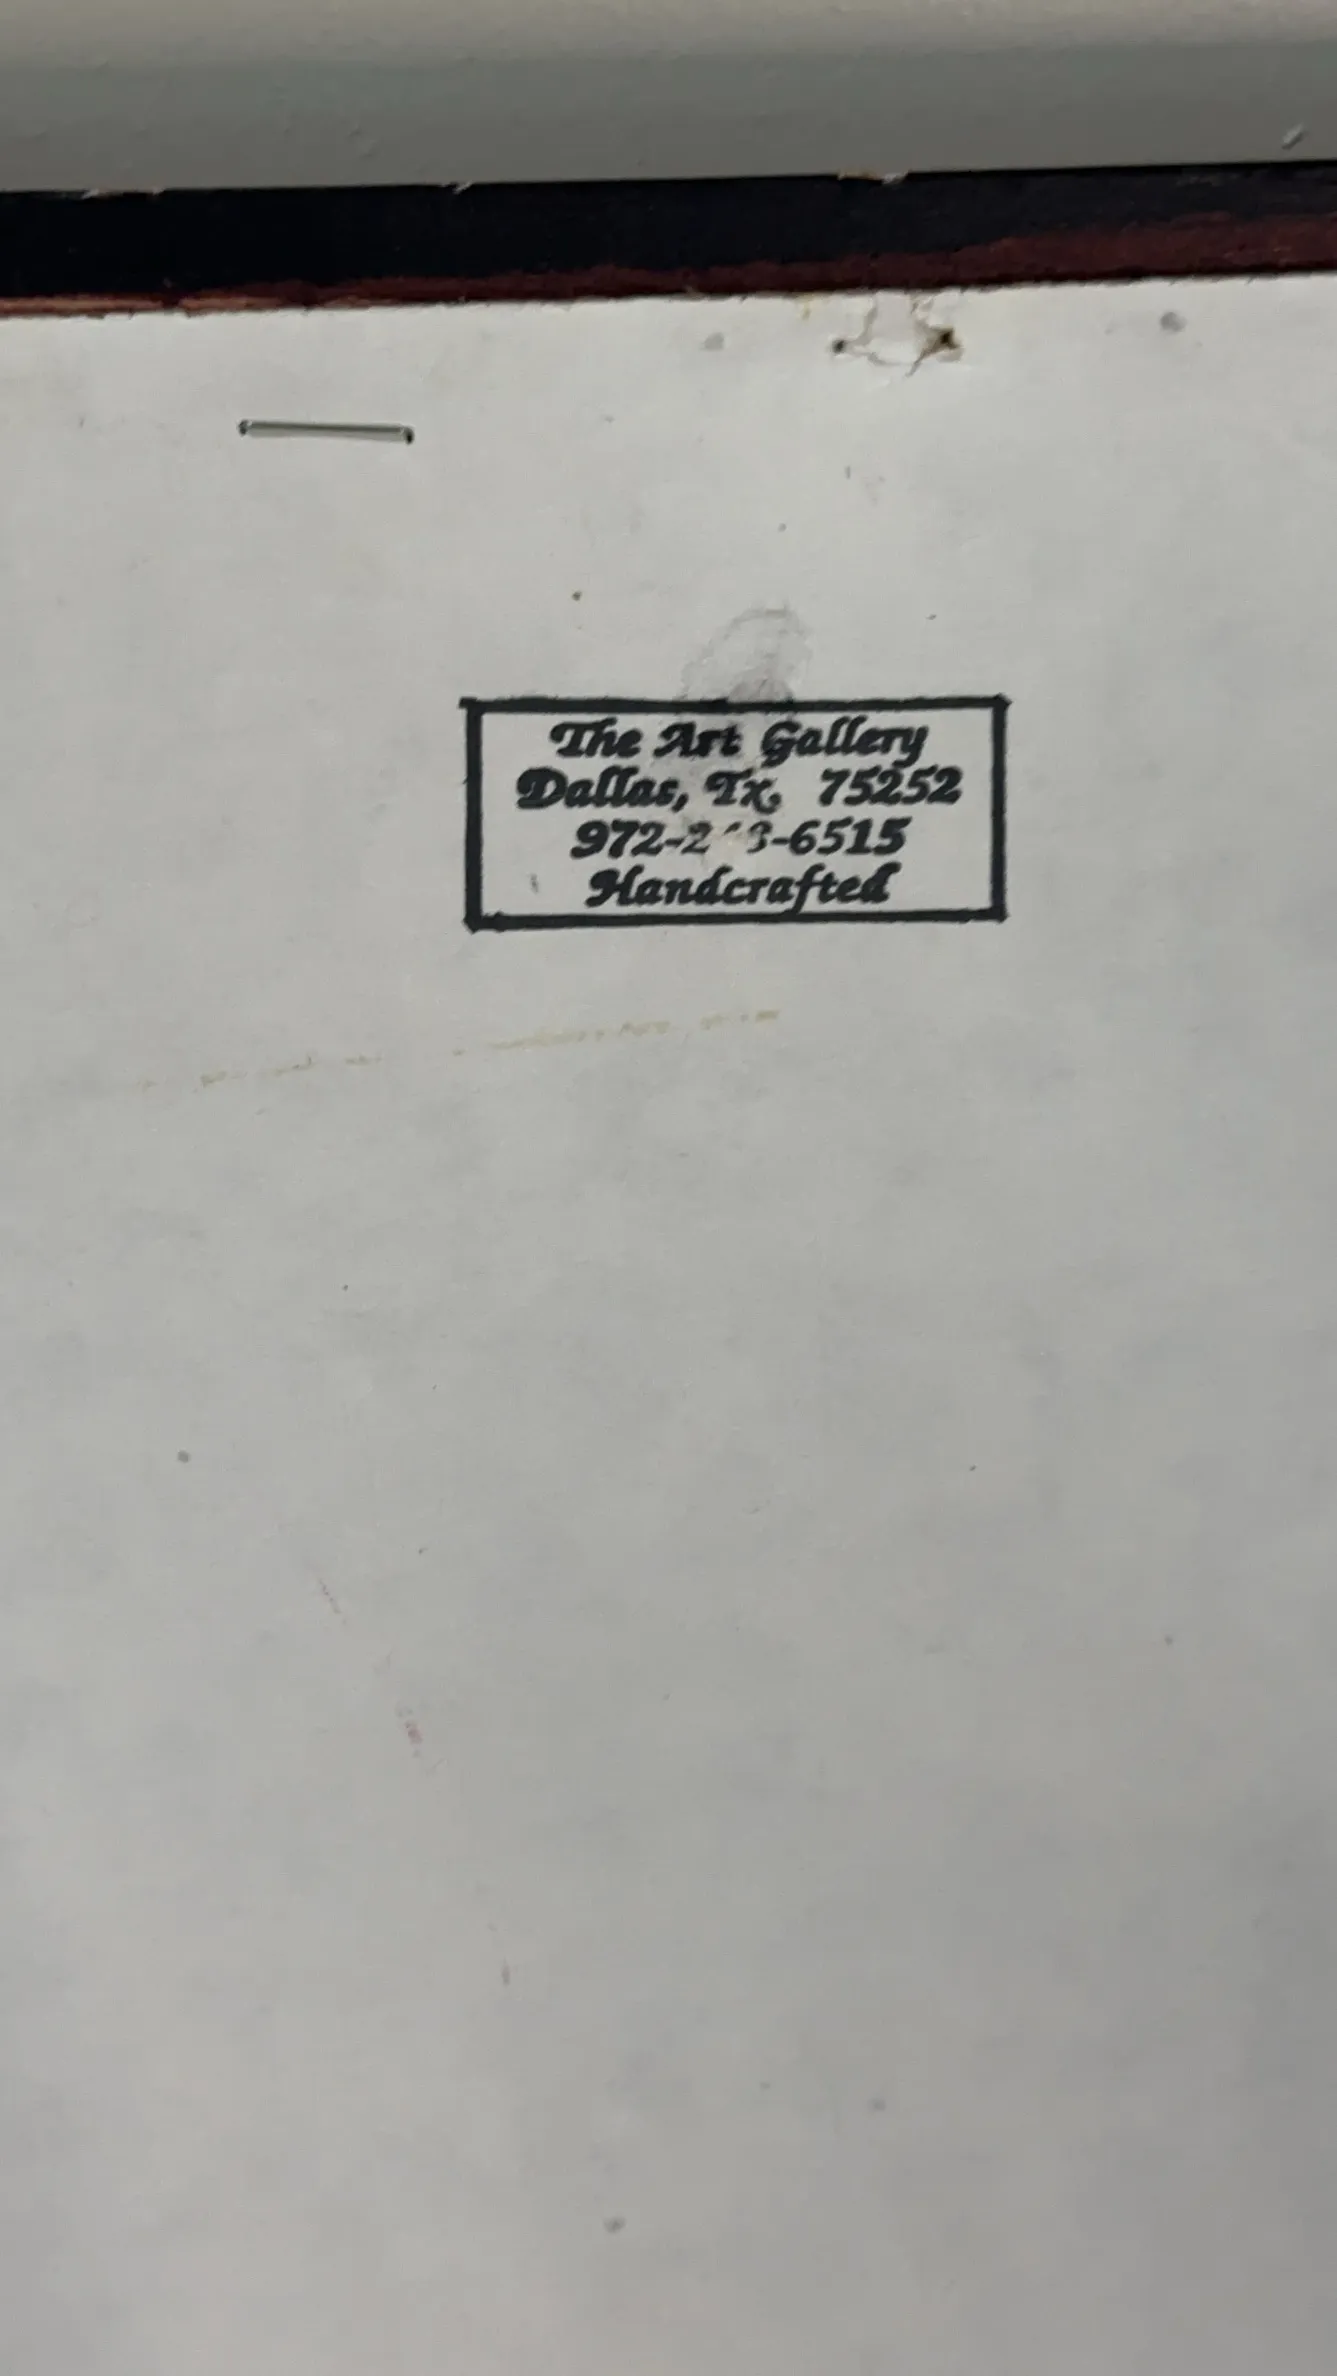 The Art Gallery
Dallas, Tx. 75252
Handcrafted